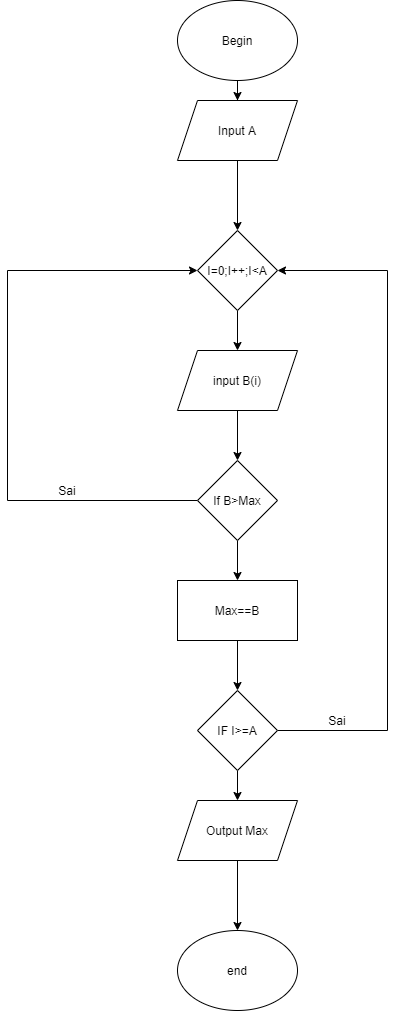 Begin
Input A
I=0;I++;I<A
input B(i)
Sai
If B>Max
Max==B
IF I>=A
Sai
Output Max
end